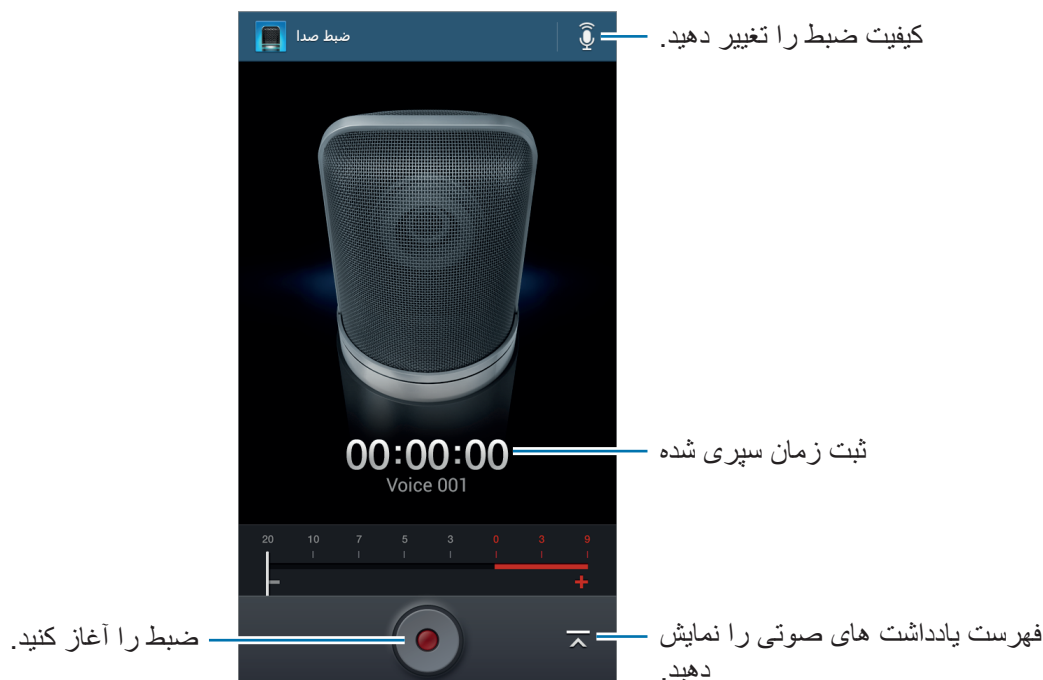 ضبط صدا
کیفیت ضبط را تغییر دهید.
00:00:00
ثبت زمان سپری شده
Voice 001
20 10 7 5 3 0 3 9
− +
ضبط را آغاز کنید.
فهرست یادداشت های صوتی را نمایش
دهید.